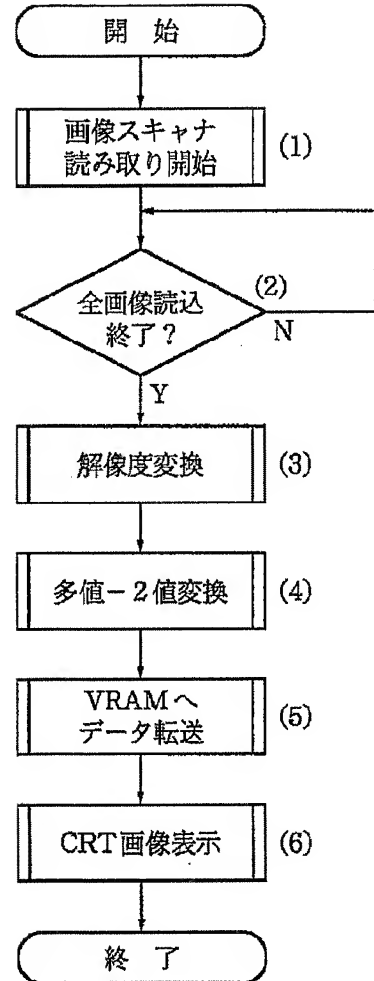 開 始
画像スキャナ
読み取り開始
(1)
全画像読込
終了?
(2)
N
Y
解像度変換
(3)
多値－2値変換
(4)
VRAMへ
データ転送
(5)
CRT画像表示
(6)
終 了